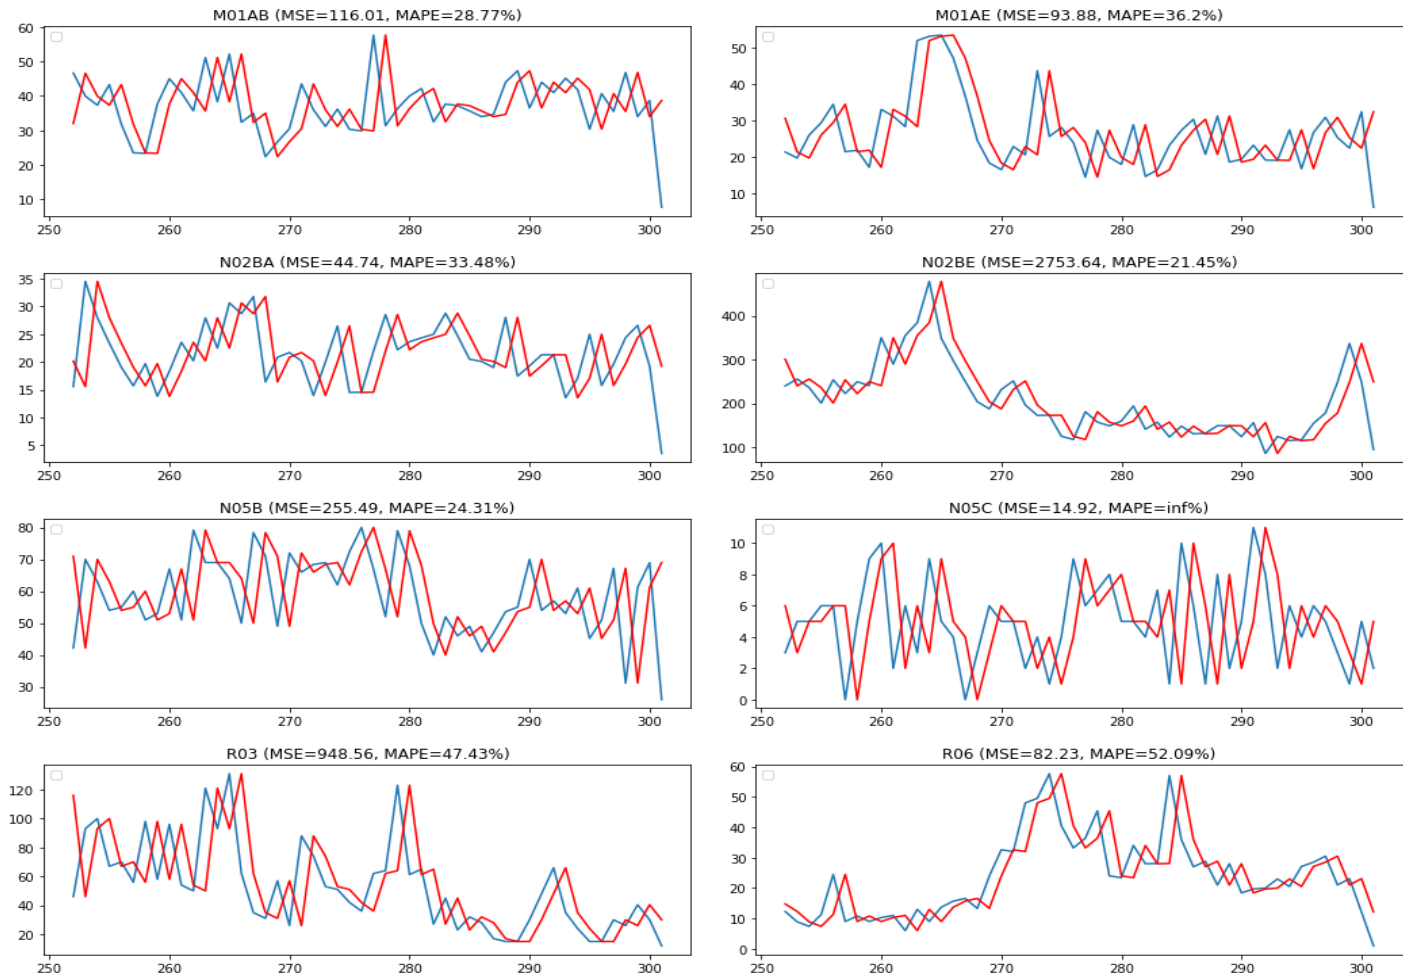 M01AB (MSE=116.01, MAPE=28.77%)
60
50
40
30
20
10
250 260 270 280 290 300
M01AE (MSE=93.88, MAPE=36.2%)
50
40
30
20
10
250 260 270 280 290 300
N02BA (MSE=44.74, MAPE=33.48%)
35
30
25
20
15
10
5
250 260 270 280 290 300
N02BE (MSE=2753.64, MAPE=21.45%)
400
300
200
100
250 260 270 280 290 300
N05B (MSE=255.49, MAPE=24.31%)
80
70
60
50
40
30
250 260 270 280 290 300
N05C (MSE=14.92, MAPE=inf%)
10
8
6
4
2
0
250 260 270 280 290 300
R03 (MSE=948.56, MAPE=47.43%)
120
100
80
60
40
20
250 260 270 280 290 300
R06 (MSE=82.23, MAPE=52.09%)
60
50
40
30
20
10
0
250 260 270 280 290 300